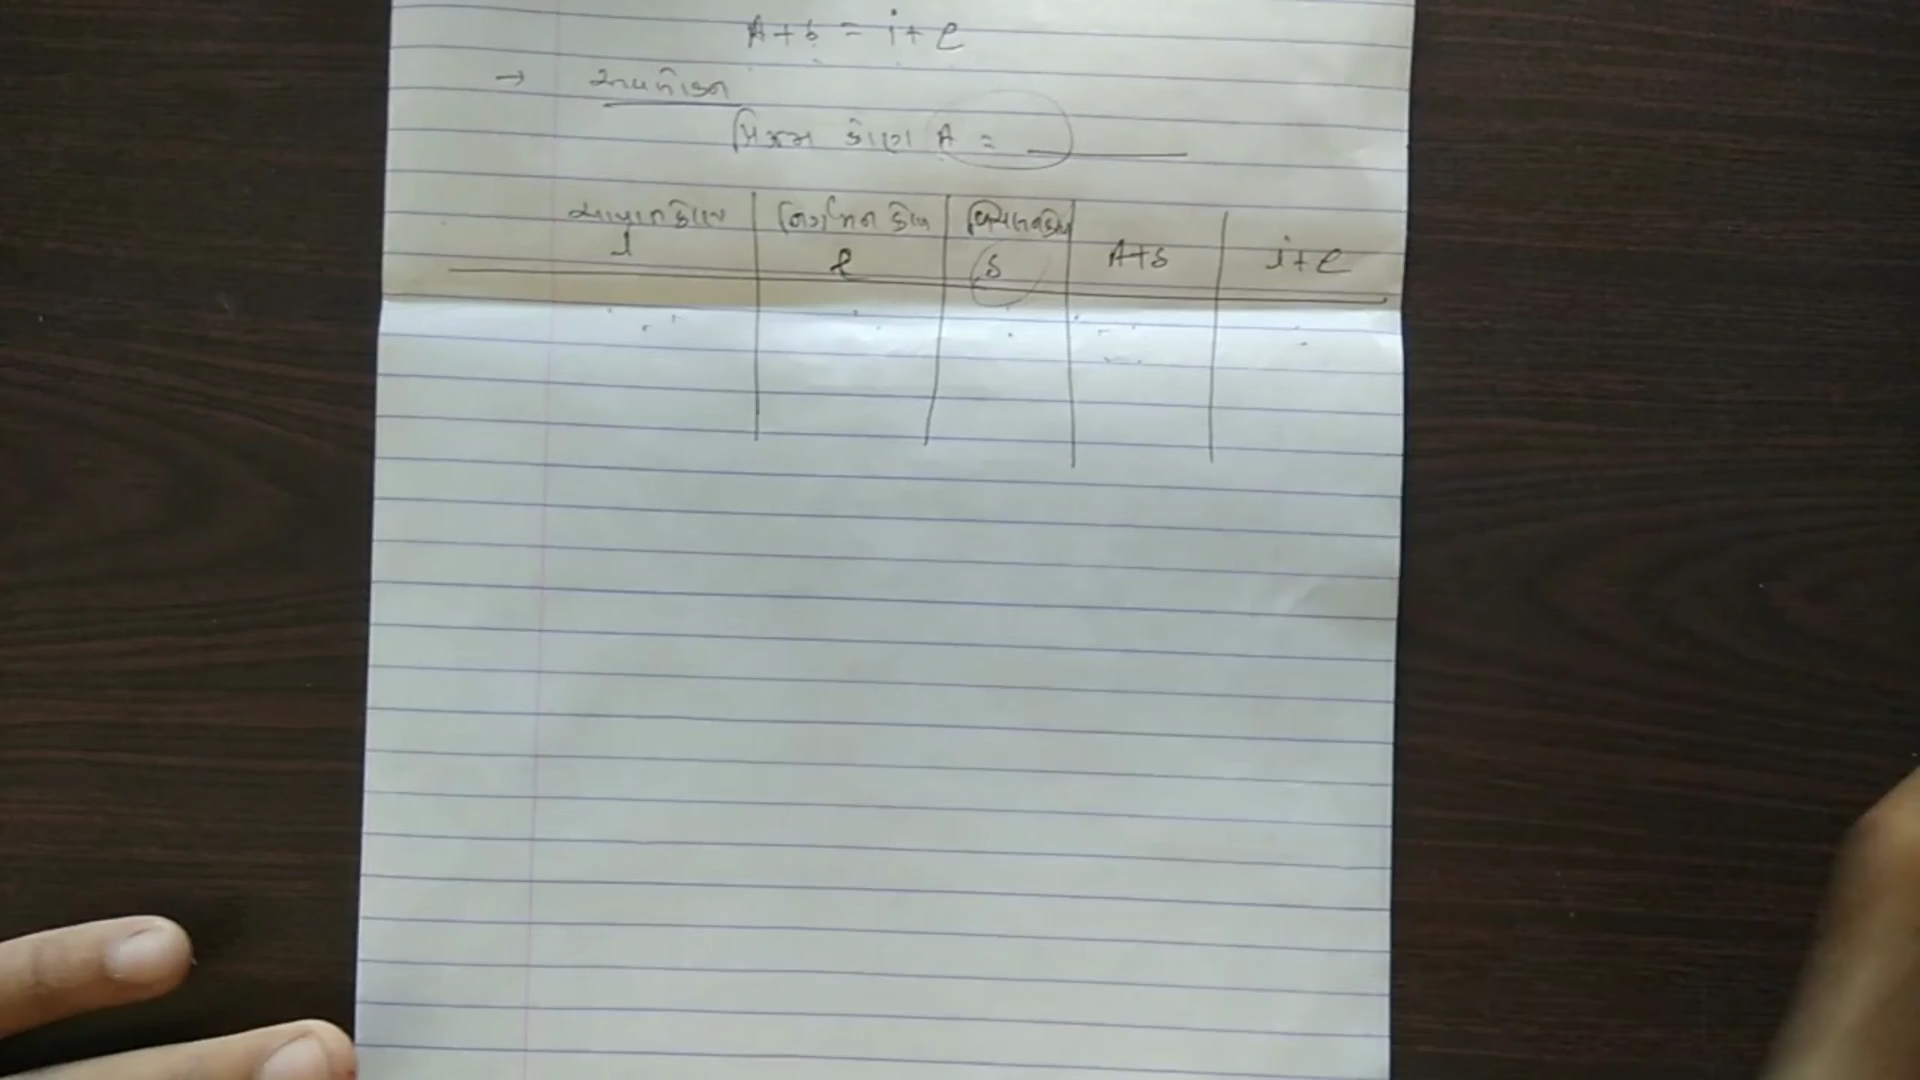 A + δ = i + e
→ અવલોકન
પ્રિઝમ કોણ A = ______
આપાતકોણ નિર્ગમન કોણ વિચલનકોણ
i e δ A+δ i+e